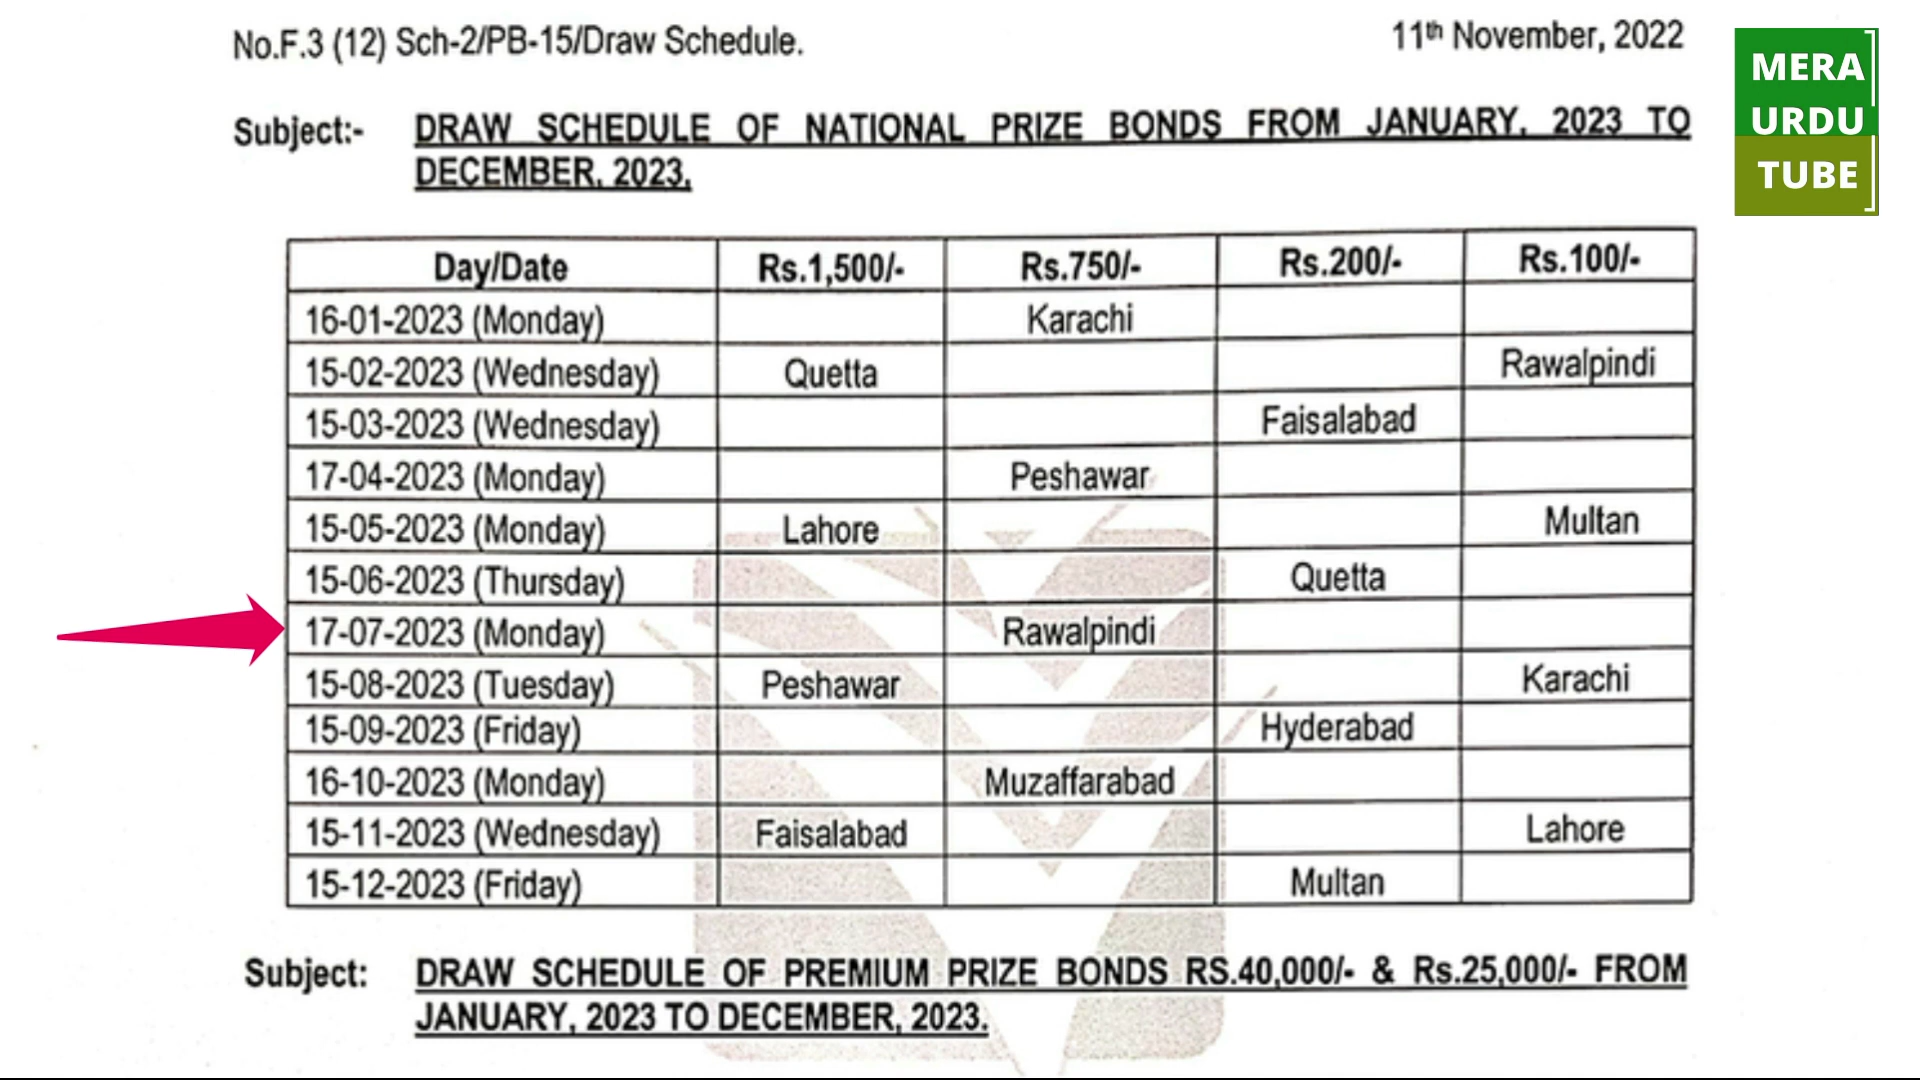 No.F.3 (12) Sch-2/PB-15/Draw Schedule. 11th November, 2022
MERA
URDU
TUBE
Subject:- DRAW SCHEDULE OF NATIONAL PRIZE BONDS FROM JANUARY, 2023 TO
DECEMBER, 2023.
Day/Date Rs.1,500/- Rs.750/- Rs.200/- Rs.100/-
16-01-2023 (Monday) Karachi
15-02-2023 (Wednesday) Quetta Rawalpindi
15-03-2023 (Wednesday) Faisalabad
17-04-2023 (Monday) Peshawar
15-05-2023 (Monday) Lahore Multan
15-06-2023 (Thursday) Quetta
17-07-2023 (Monday) Rawalpindi
15-08-2023 (Tuesday) Peshawar Karachi
15-09-2023 (Friday) Hyderabad
16-10-2023 (Monday) Muzaffarabad
15-11-2023 (Wednesday) Faisalabad Lahore
15-12-2023 (Friday) Multan
Subject: DRAW SCHEDULE OF PREMIUM PRIZE BONDS RS.40,000/- & Rs.25,000/- FROM
JANUARY, 2023 TO DECEMBER, 2023.